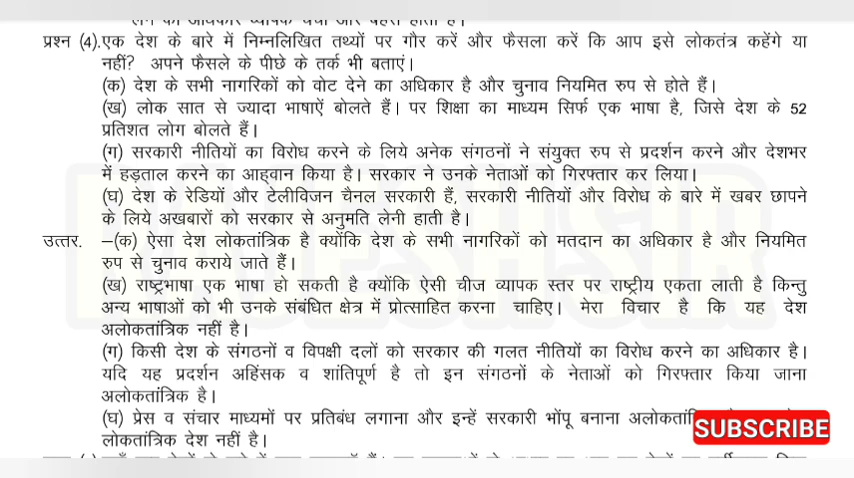 प्रश्न (4). एक देश के बारे में निम्नलिखित तथ्यों पर गौर करें और फैसला करें कि आप इसे लोकतंत्र कहेंगे या
नहीं? अपने फैसले के पीछे के तर्क भी बताएं।
(क) देश के सभी नागरिकों को वोट देने का अधिकार है और चुनाव नियमित रुप से होते हैं।
(ख) लोक सात से ज्यादा भाषाऐं बोलते हैं। पर शिक्षा का माध्यम सिर्फ एक भाषा है, जिसे देश के 52
प्रतिशत लोग बोलते हैं।
(ग) सरकारी नीतियों का विरोध करने के लिये अनेक संगठनों ने संयुक्त रुप से प्रदर्शन करने और देशभर
में हड़ताल करने का आह्वान किया है। सरकार ने उनके नेताओं को गिरफ्तार कर लिया।
(घ) देश के रेडियों और टेलीविजन चैनल सरकारी हैं, सरकारी नीतियों और विरोध के बारे में खबर छापने
के लिये अखबारों को सरकार से अनुमति लेनी हाती है।
उत्तर. –(क) ऐसा देश लोकतांत्रिक है क्योंकि देश के सभी नागरिकों को मतदान का अधिकार है और नियमित
रुप से चुनाव कराये जाते हैं।
(ख) राष्ट्रभाषा एक भाषा हो सकती है क्योंकि ऐसी चीज व्यापक स्तर पर राष्ट्रीय एकता लाती है किन्तु
अन्य भाषाओं को भी उनके संबंधित क्षेत्र में प्रोत्साहित करना चाहिए। मेरा विचार है कि यह देश
अलोकतांत्रिक नहीं है।
(ग) किसी देश के संगठनों व विपक्षी दलों को सरकार की गलत नीतियों का विरोध करने का अधिकार है।
यदि यह प्रदर्शन अहिंसक व शांतिपूर्ण है तो इन संगठनों के नेताओं को गिरफ्तार किया जाना
अलोकतांत्रिक है।
(घ) प्रेस व संचार माध्यमों पर प्रतिबंध लगाना और इन्हें सरकारी भोंपू बनाना
SUBSCRIBE
लोकतांत्रिक देश नहीं है।